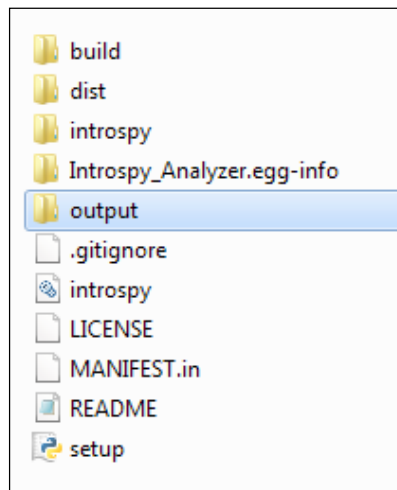 build
dist
introspy
Introspy_Analyzer.egg-info
output
.gitignore
introspy
LICENSE
MANIFEST.in
README
setup